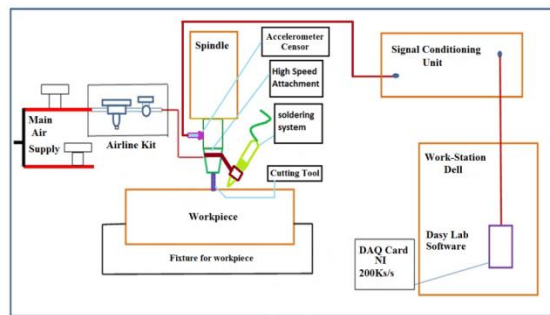 Spindle
Accelerometer
Censor
High Speed
Attachment
soldering
system
Cutting Tool
Signal Conditioning
Unit
Main
Air
Supply
Airline Kit
Workpiece
Fixture for workpiece
Work-Station
Dell
Dasy Lab
Software
DAQ Card
NI
200Ks/s